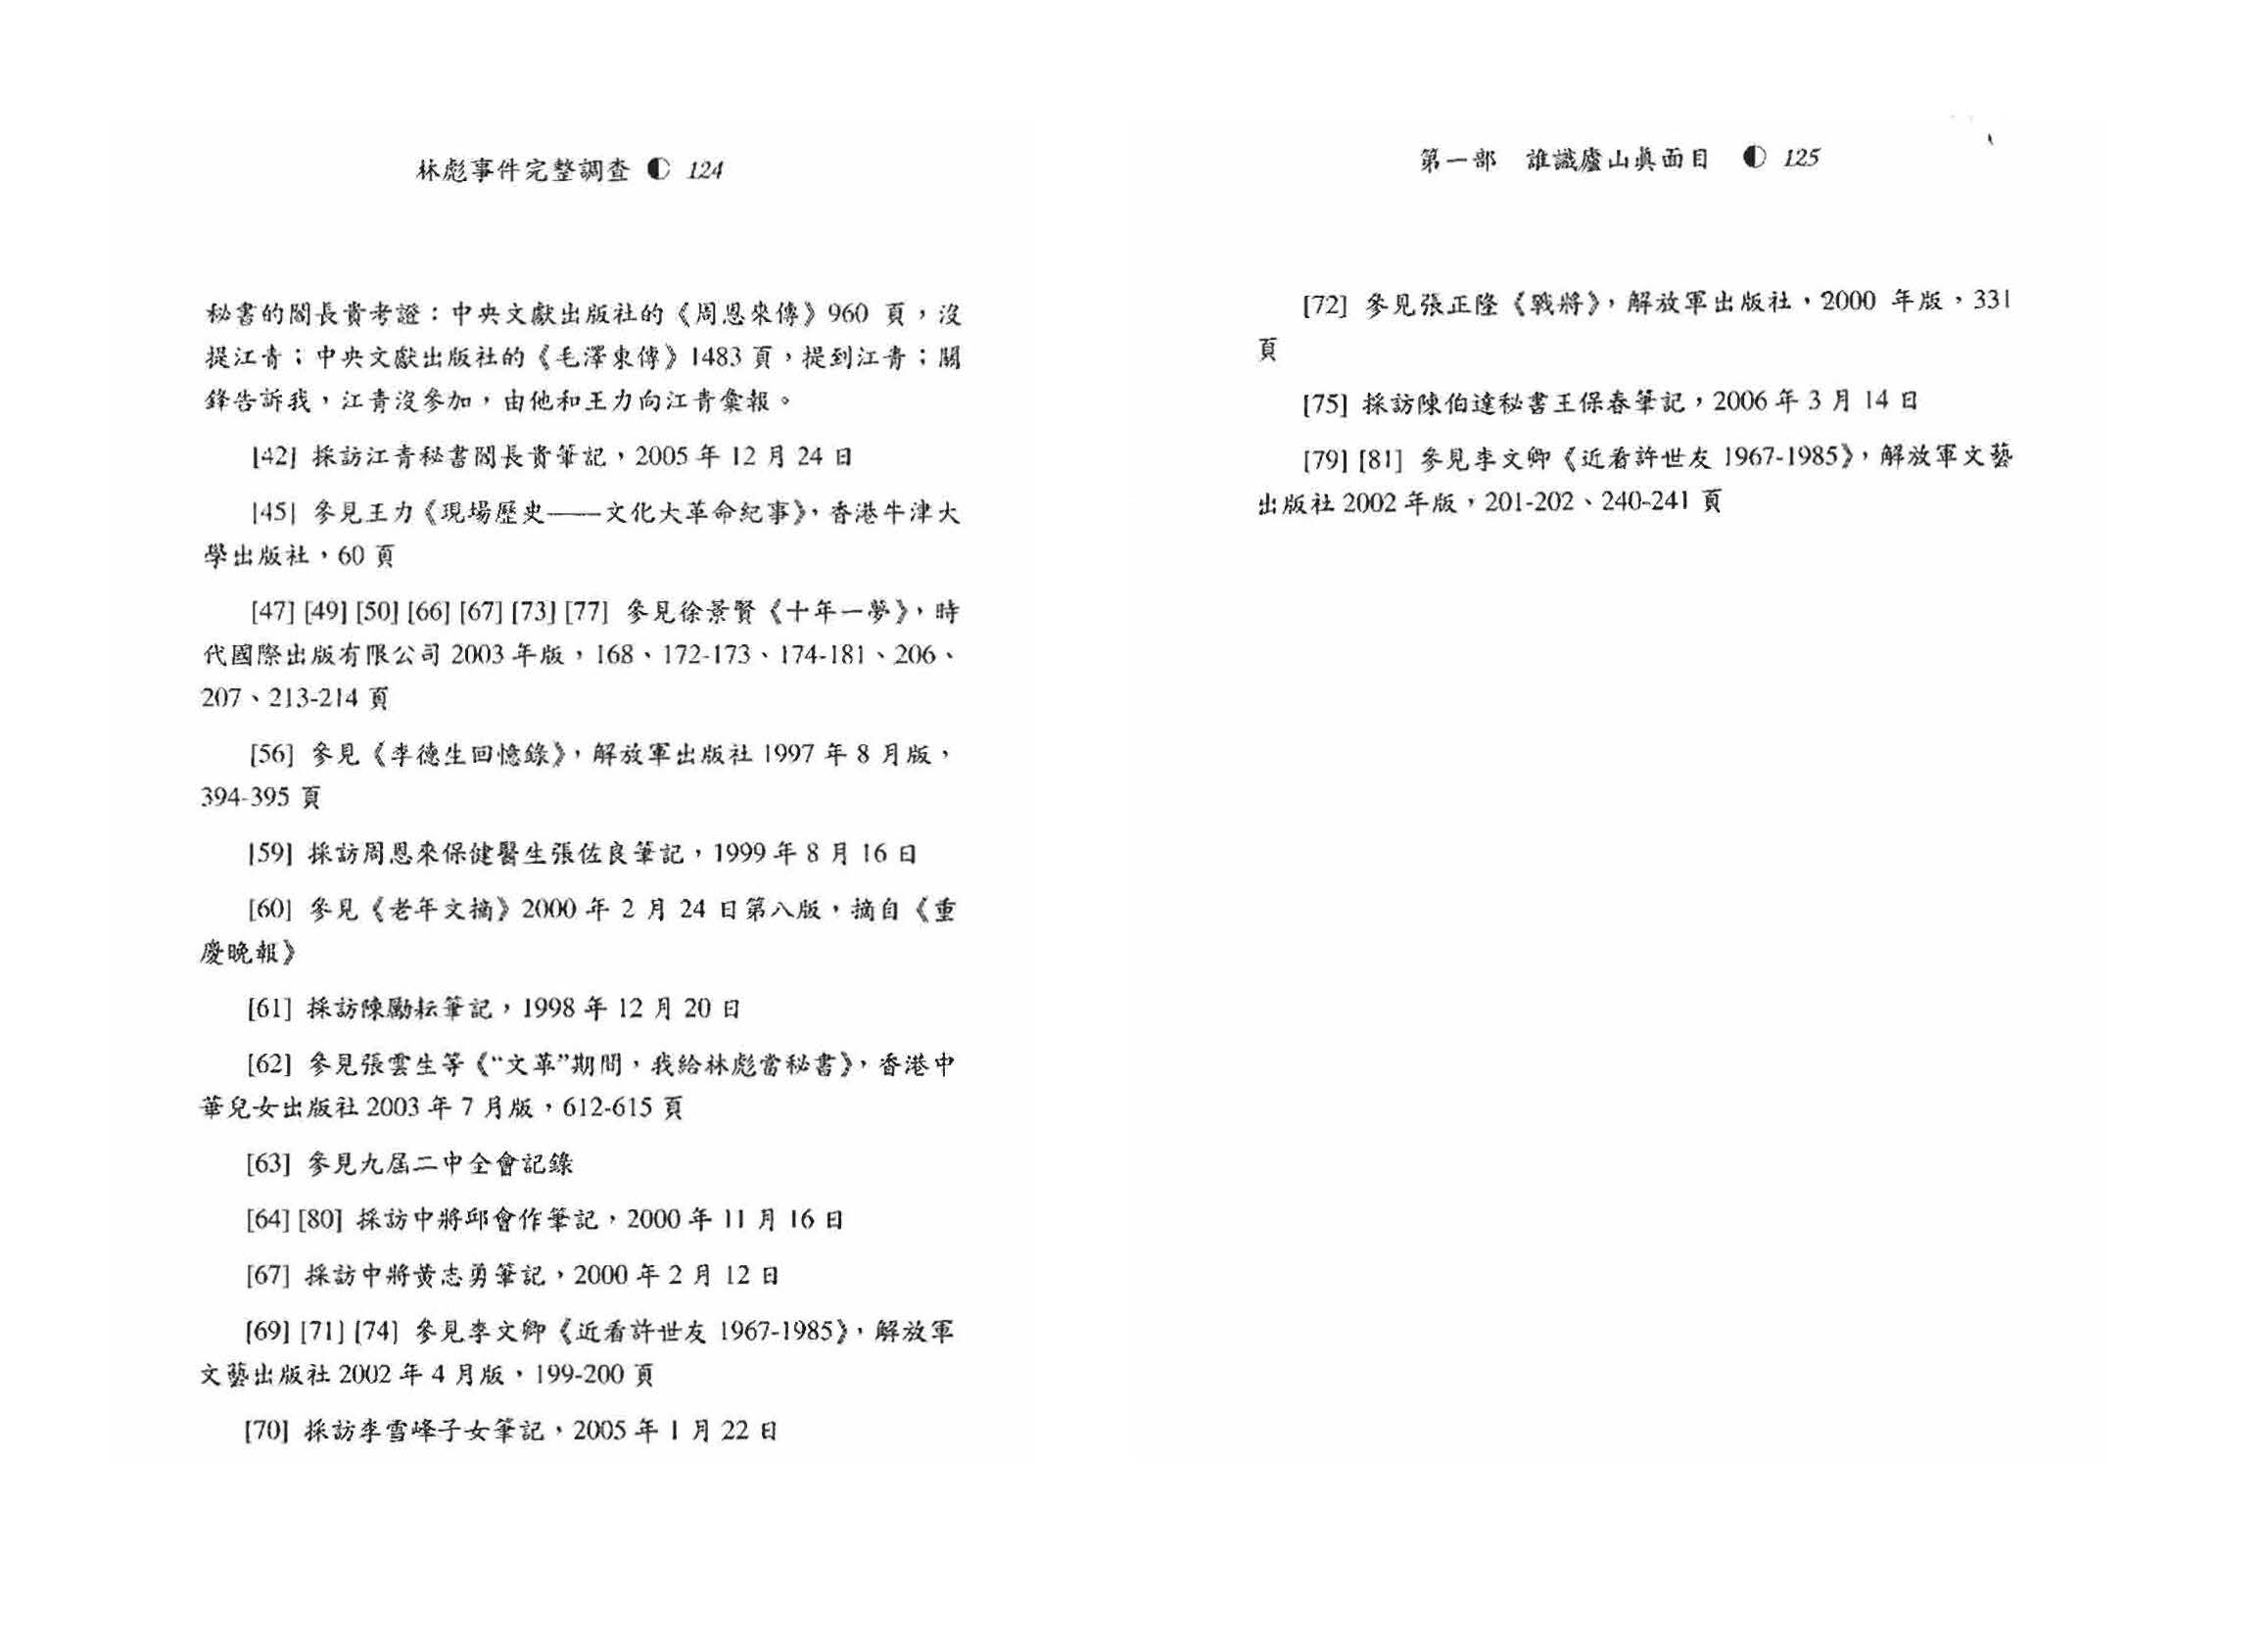 林彪事件完整調查 ◐ 124
秘書的閻長貴考證：中央文獻出版社的《周恩來傳》960 頁，沒
提江青；中央文獻出版社的《毛澤東傳》1483 頁，提到江青；關
鋒告訴我，江青沒參加，由他和王力向江青彙報。
[42] 採訪江青秘書閻長貴筆記，2005 年 12 月 24 日
[45] 參見王力《現場歷史——文化大革命紀事》，香港牛津大
學出版社，60 頁
[47] [49] [50] [66] [67] [73] [77] 參見徐景賢《十年一夢》，時
代國際出版有限公司 2003 年版，168、172-173、174-181、206、
207、213-214 頁
[56] 參見《李德生回憶錄》，解放軍出版社 1997 年 8 月版，
394-395 頁
[59] 採訪周恩來保健醫生張佐良筆記，1999 年 8 月 16 日
[60] 參見《老年文摘》2000 年 2 月 24 日第八版，摘自《重
慶晚報》
[61] 採訪陳勵耘筆記，1998 年 12 月 20 日
[62] 參見張雲生等《“文革”期間，我給林彪當秘書》，香港中
華兒女出版社 2003 年 7 月版，612-615 頁
[63] 參見九屆二中全會記錄
[64] [80] 採訪中將邱會作筆記，2000 年 11 月 16 日
[67] 採訪中將黃志勇筆記，2000 年 2 月 12 日
[69] [71] [74] 參見李文卿《近看許世友 1967-1985》，解放軍
文藝出版社 2002 年 4 月版，199-200 頁
[70] 採訪李雪峰子女筆記，2005 年 1 月 22 日
第一部 誰識廬山眞面目 ◐ 125
[72] 參見張正隆《戰將》，解放軍出版社，2000 年版，331
頁
[75] 採訪陳伯達秘書王保春筆記，2006 年 3 月 14 日
[79] [81] 參見李文卿《近看許世友 1967-1985》，解放軍文藝
出版社 2002 年版，201-202、240-241 頁